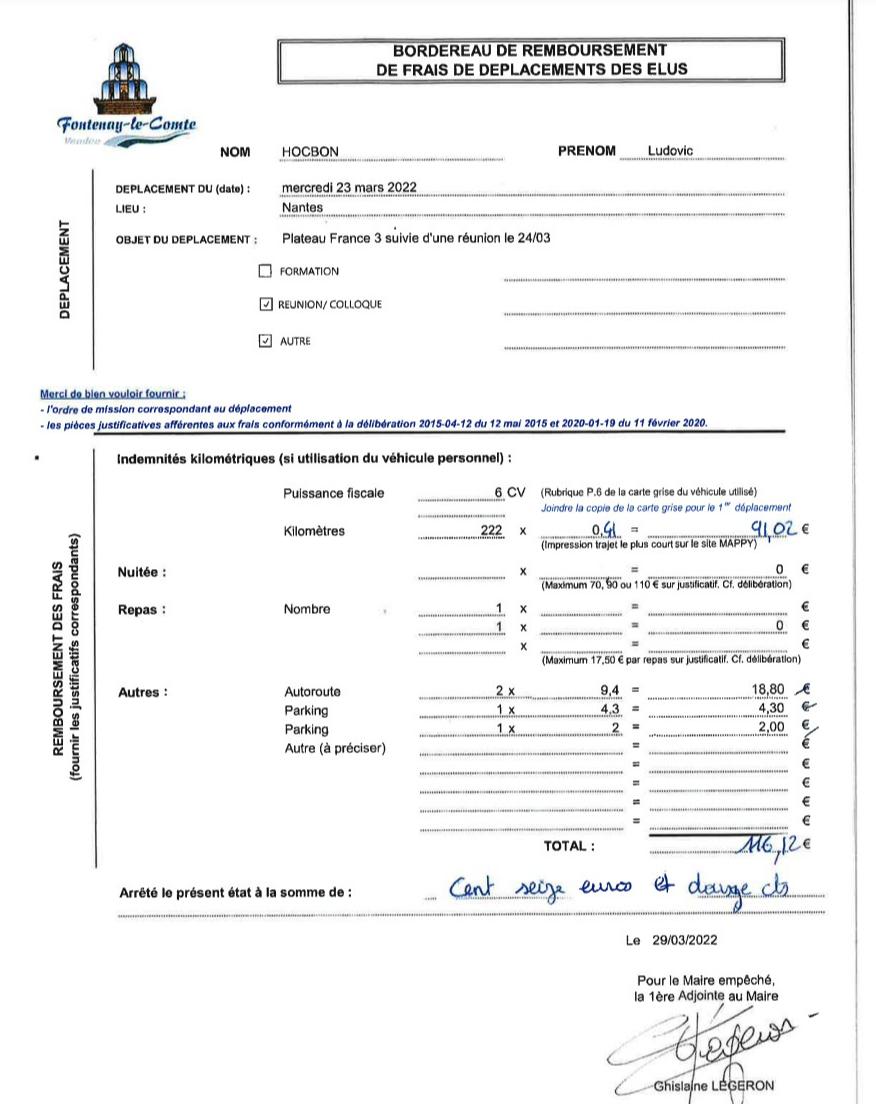 BORDEREAU DE REMBOURSEMENT
DE FRAIS DE DEPLACEMENTS DES ELUS
Fontenay-le-Comte
Vendée
NOM HOCBON PRENOM Ludovic
DEPLACEMENT
DEPLACEMENT DU (date) : mercredi 23 mars 2022
LIEU : Nantes
OBJET DU DEPLACEMENT : Plateau France 3 suivie d'une réunion le 24/03
☐ FORMATION
☑ REUNION/ COLLOQUE
☑ AUTRE
Merci de bien vouloir fournir :
- l'ordre de mission correspondant au déplacement
- les pièces justificatives afférentes aux frais conformément à la délibération 2015-04-12 du 12 mai 2015 et 2020-01-19 du 11 février 2020.
REMBOURSEMENT DES FRAIS
(fournir les justificatifs correspondants)
Indemnités kilométriques (si utilisation du véhicule personnel) :
Puissance fiscale 6 CV (Rubrique P.6 de la carte grise du véhicule utilisé)
Joindre la copie de la carte grise pour le 1er déplacement
Kilomètres 222 x 0,41 = 91,02 €
(Impression trajet le plus court sur le site MAPPY)
Nuitée : x = 0 €
(Maximum 70, 90 ou 110 € sur justificatif. Cf. délibération)
Repas : Nombre 1 x = €
1 x = 0 €
x = €
(Maximum 17,50 € par repas sur justificatif. Cf. délibération)
Autres : Autoroute 2 x 9,4 = 18,80 €
Parking 1 x 4,3 = 4,30 €
Parking 1 x 2 = 2,00 €
Autre (à préciser) = €
= €
= €
= €
= €
TOTAL : 116,12 €
Arrêté le présent état à la somme de : Cent seize euros et douze cts
Le 29/03/2022
Pour le Maire empêché,
la 1ère Adjointe au Maire
Ghislaine LEGERON